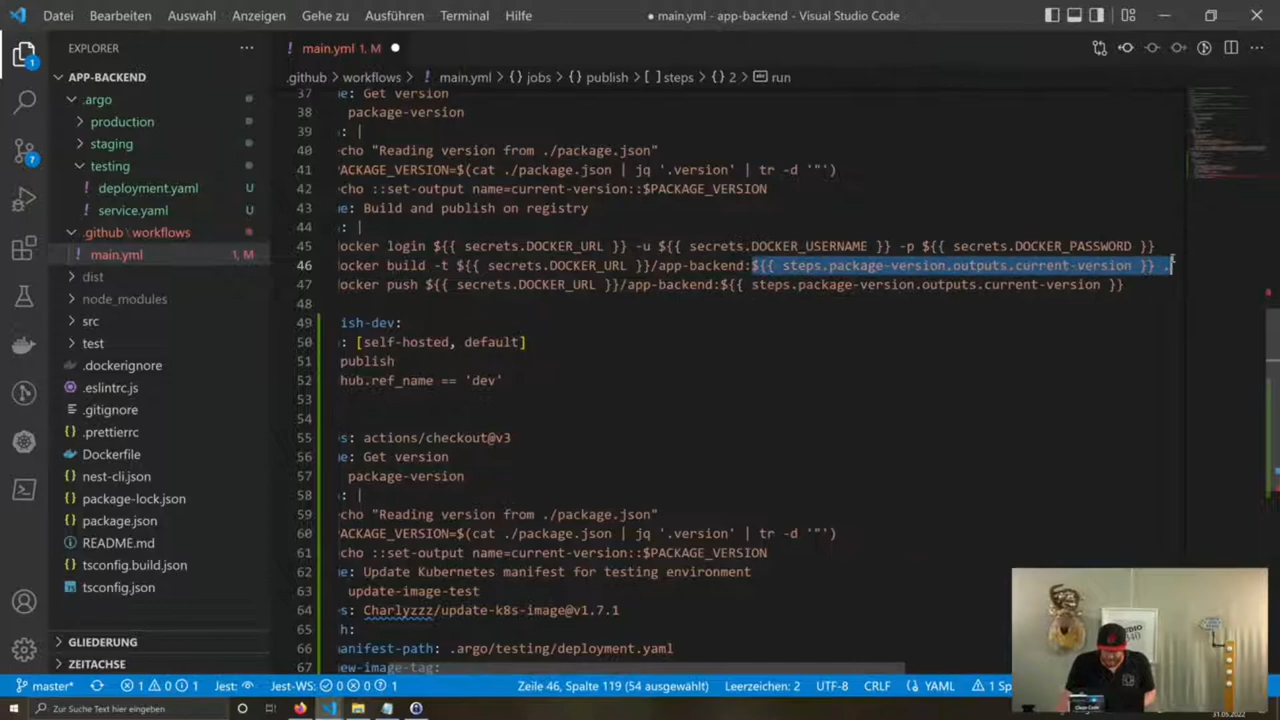 Datei Bearbeiten Auswahl Anzeigen Gehe zu Ausführen Terminal Hilfe
● main.yml - app-backend - Visual Studio Code
EXPLORER
main.yml 1, M
.github workflows main.yml jobs publish steps 2 run
APP-BACKEND
.argo
production
staging
testing
deployment.yaml U
service.yaml U
.github \ workflows
main.yml 1, M
dist
node_modules
src
test
.dockerignore
.eslintrc.js
.gitignore
.prettierrc
Dockerfile
nest-cli.json
package-lock.json
package.json
README.md
tsconfig.build.json
tsconfig.json
GLIEDERUNG
ZEITACHSE
37 e: Get version
38 package-version
39 : |
40 cho "Reading version from ./package.json"
41 ACKAGE_VERSION=$(cat ./package.json | jq '.version' | tr -d '"')
42 cho ::set-output name=current-version::$PACKAGE_VERSION
43 e: Build and publish on registry
44 : |
45 ocker login ${{ secrets.DOCKER_URL }} -u ${{ secrets.DOCKER_USERNAME }} -p ${{ secrets.DOCKER_PASSWORD }}
46 ocker build -t ${{ secrets.DOCKER_URL }}/app-backend:${{ steps.package-version.outputs.current-version }} .
47 ocker push ${{ secrets.DOCKER_URL }}/app-backend:${{ steps.package-version.outputs.current-version }}
48
49 ish-dev:
50 : [self-hosted, default]
51 publish
52 hub.ref_name == 'dev'
53
54
55 s: actions/checkout@v3
56 e: Get version
57 package-version
58 : |
59 cho "Reading version from ./package.json"
60 ACKAGE_VERSION=$(cat ./package.json | jq '.version' | tr -d '"')
61 cho ::set-output name=current-version::$PACKAGE_VERSION
62 e: Update Kubernetes manifest for testing environment
63 update-image-test
64 s: Charlyzzz/update-k8s-image@v1.7.1
65 h:
66 anifest-path: .argo/testing/deployment.yaml
67 ew-image-tag:
1
7
master* 1 0 1 Jest: Jest-WS: 0 0 1 Zeile 46, Spalte 119 (54 ausgewählt) Leerzeichen: 2 UTF-8 CRLF YAML 1 Sp
Zur Suche Text hier eingeben
Clean Code
31.05.2022